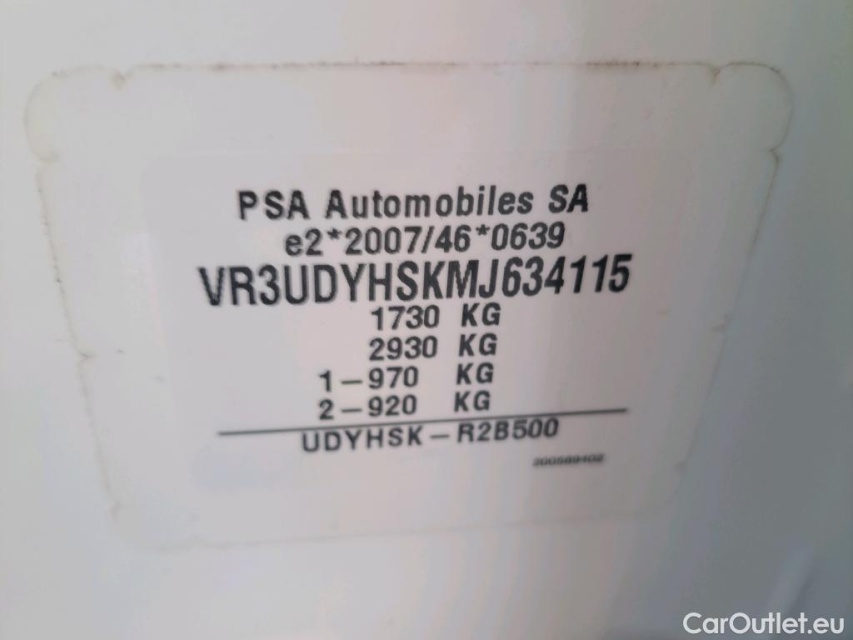 PSA Automobiles SA
e2*2007/46*0639
VR3UDYHSKMJ634115
1730 KG
2930 KG
1-970 KG
2-920 KG
UDYHSK-R2B500
CarOutlet.eu